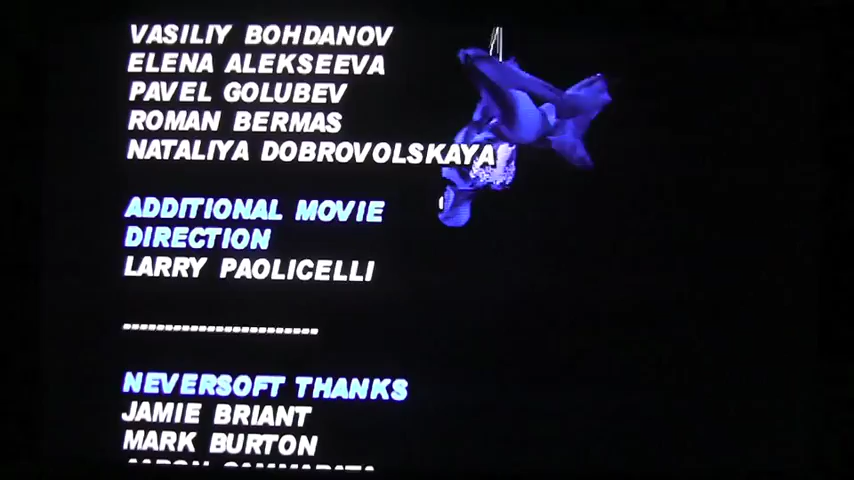 VASILIY BOHDANOV
ELENA ALEKSEEVA
PAVEL GOLUBEV
ROMAN BERMAS
NATALIYA DOBROVOLSKAYA
ADDITIONAL MOVIE
DIRECTION
LARRY PAOLICELLI
-----------------------
NEVERSOFT THANKS
JAMIE BRIANT
MARK BURTON